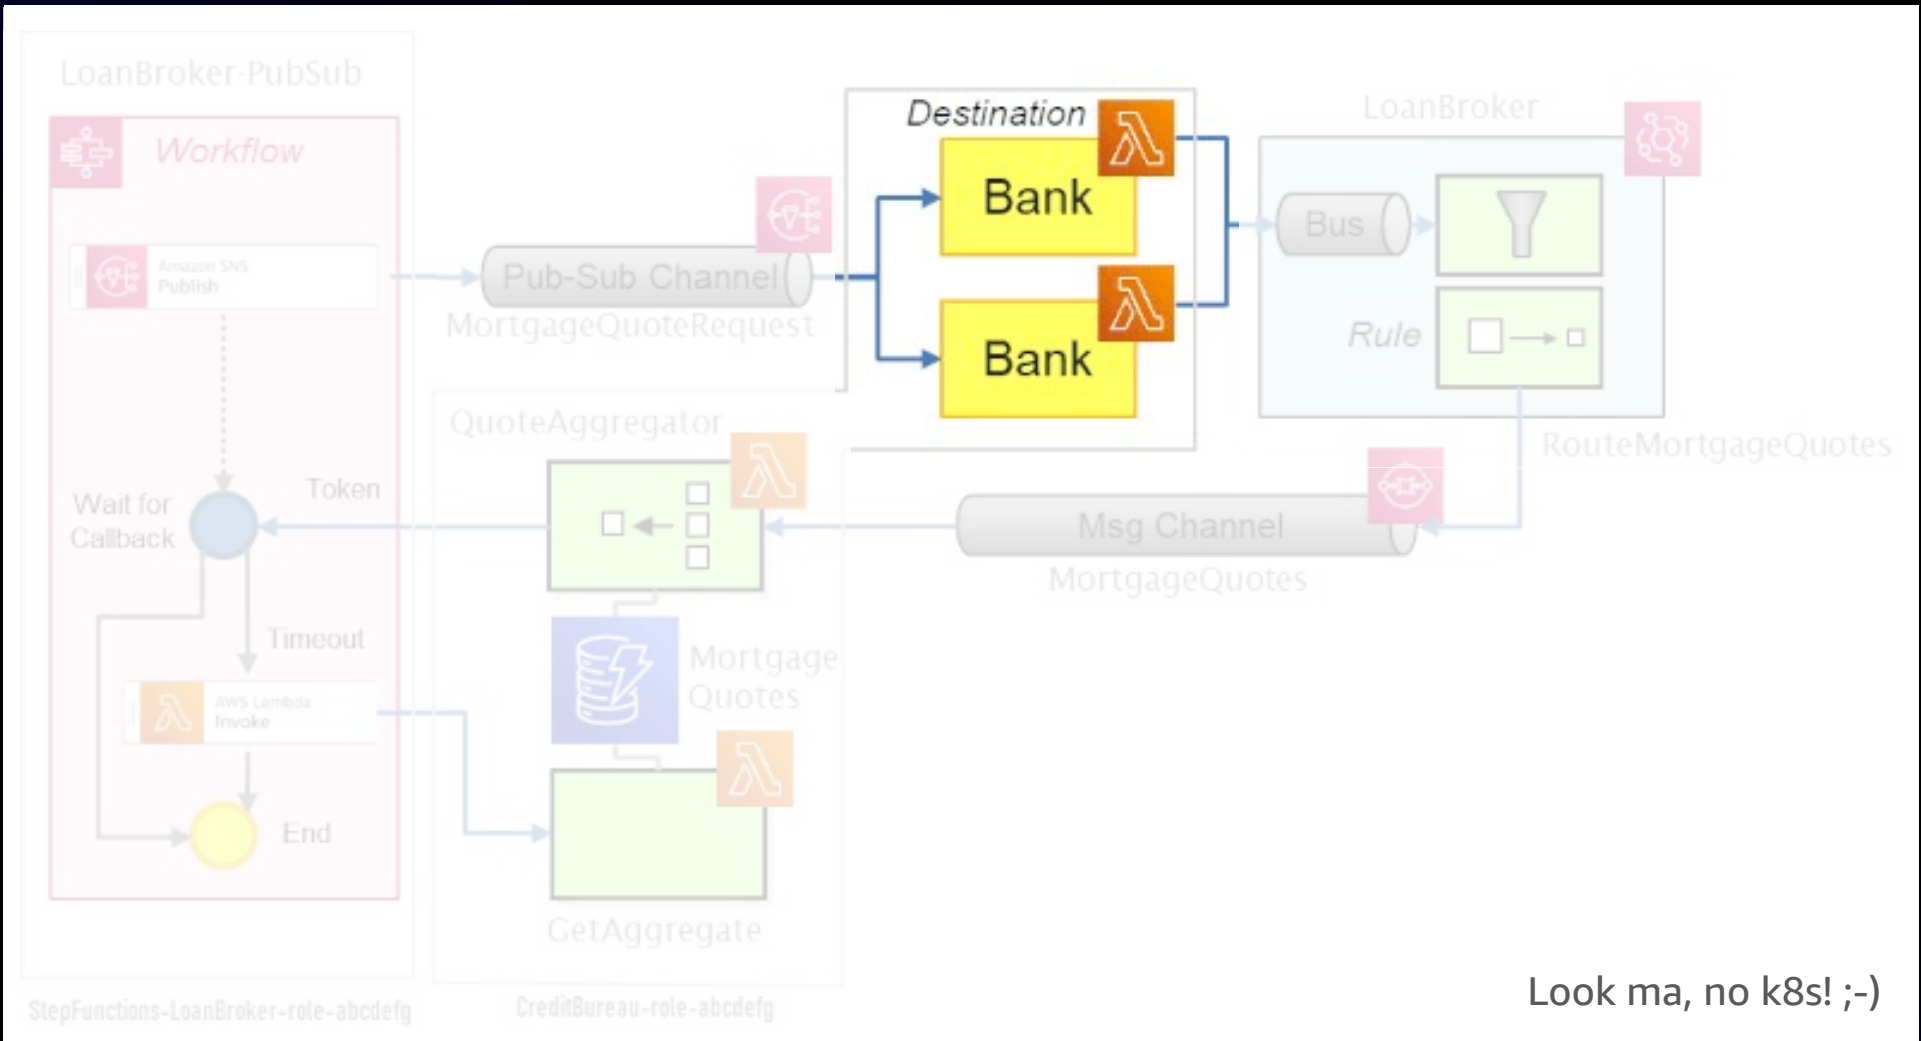 LoanBroker-PubSub
Workflow
Amazon SNS
Publish
Pub-Sub Channel
MortgageQuoteRequest
Destination
Bank
Bank
LoanBroker
Bus
Rule
RouteMortgageQuotes
QuoteAggregator
Token
Wait for
Callback
Msg Channel
MortgageQuotes
Timeout
Mortgage
Quotes
AWS Lambda
Invoke
End
GetAggregate
StepFunctions-LoanBroker-role-abcdefg
CreditBureau-role-abcdefg
Look ma, no k8s! ;-)